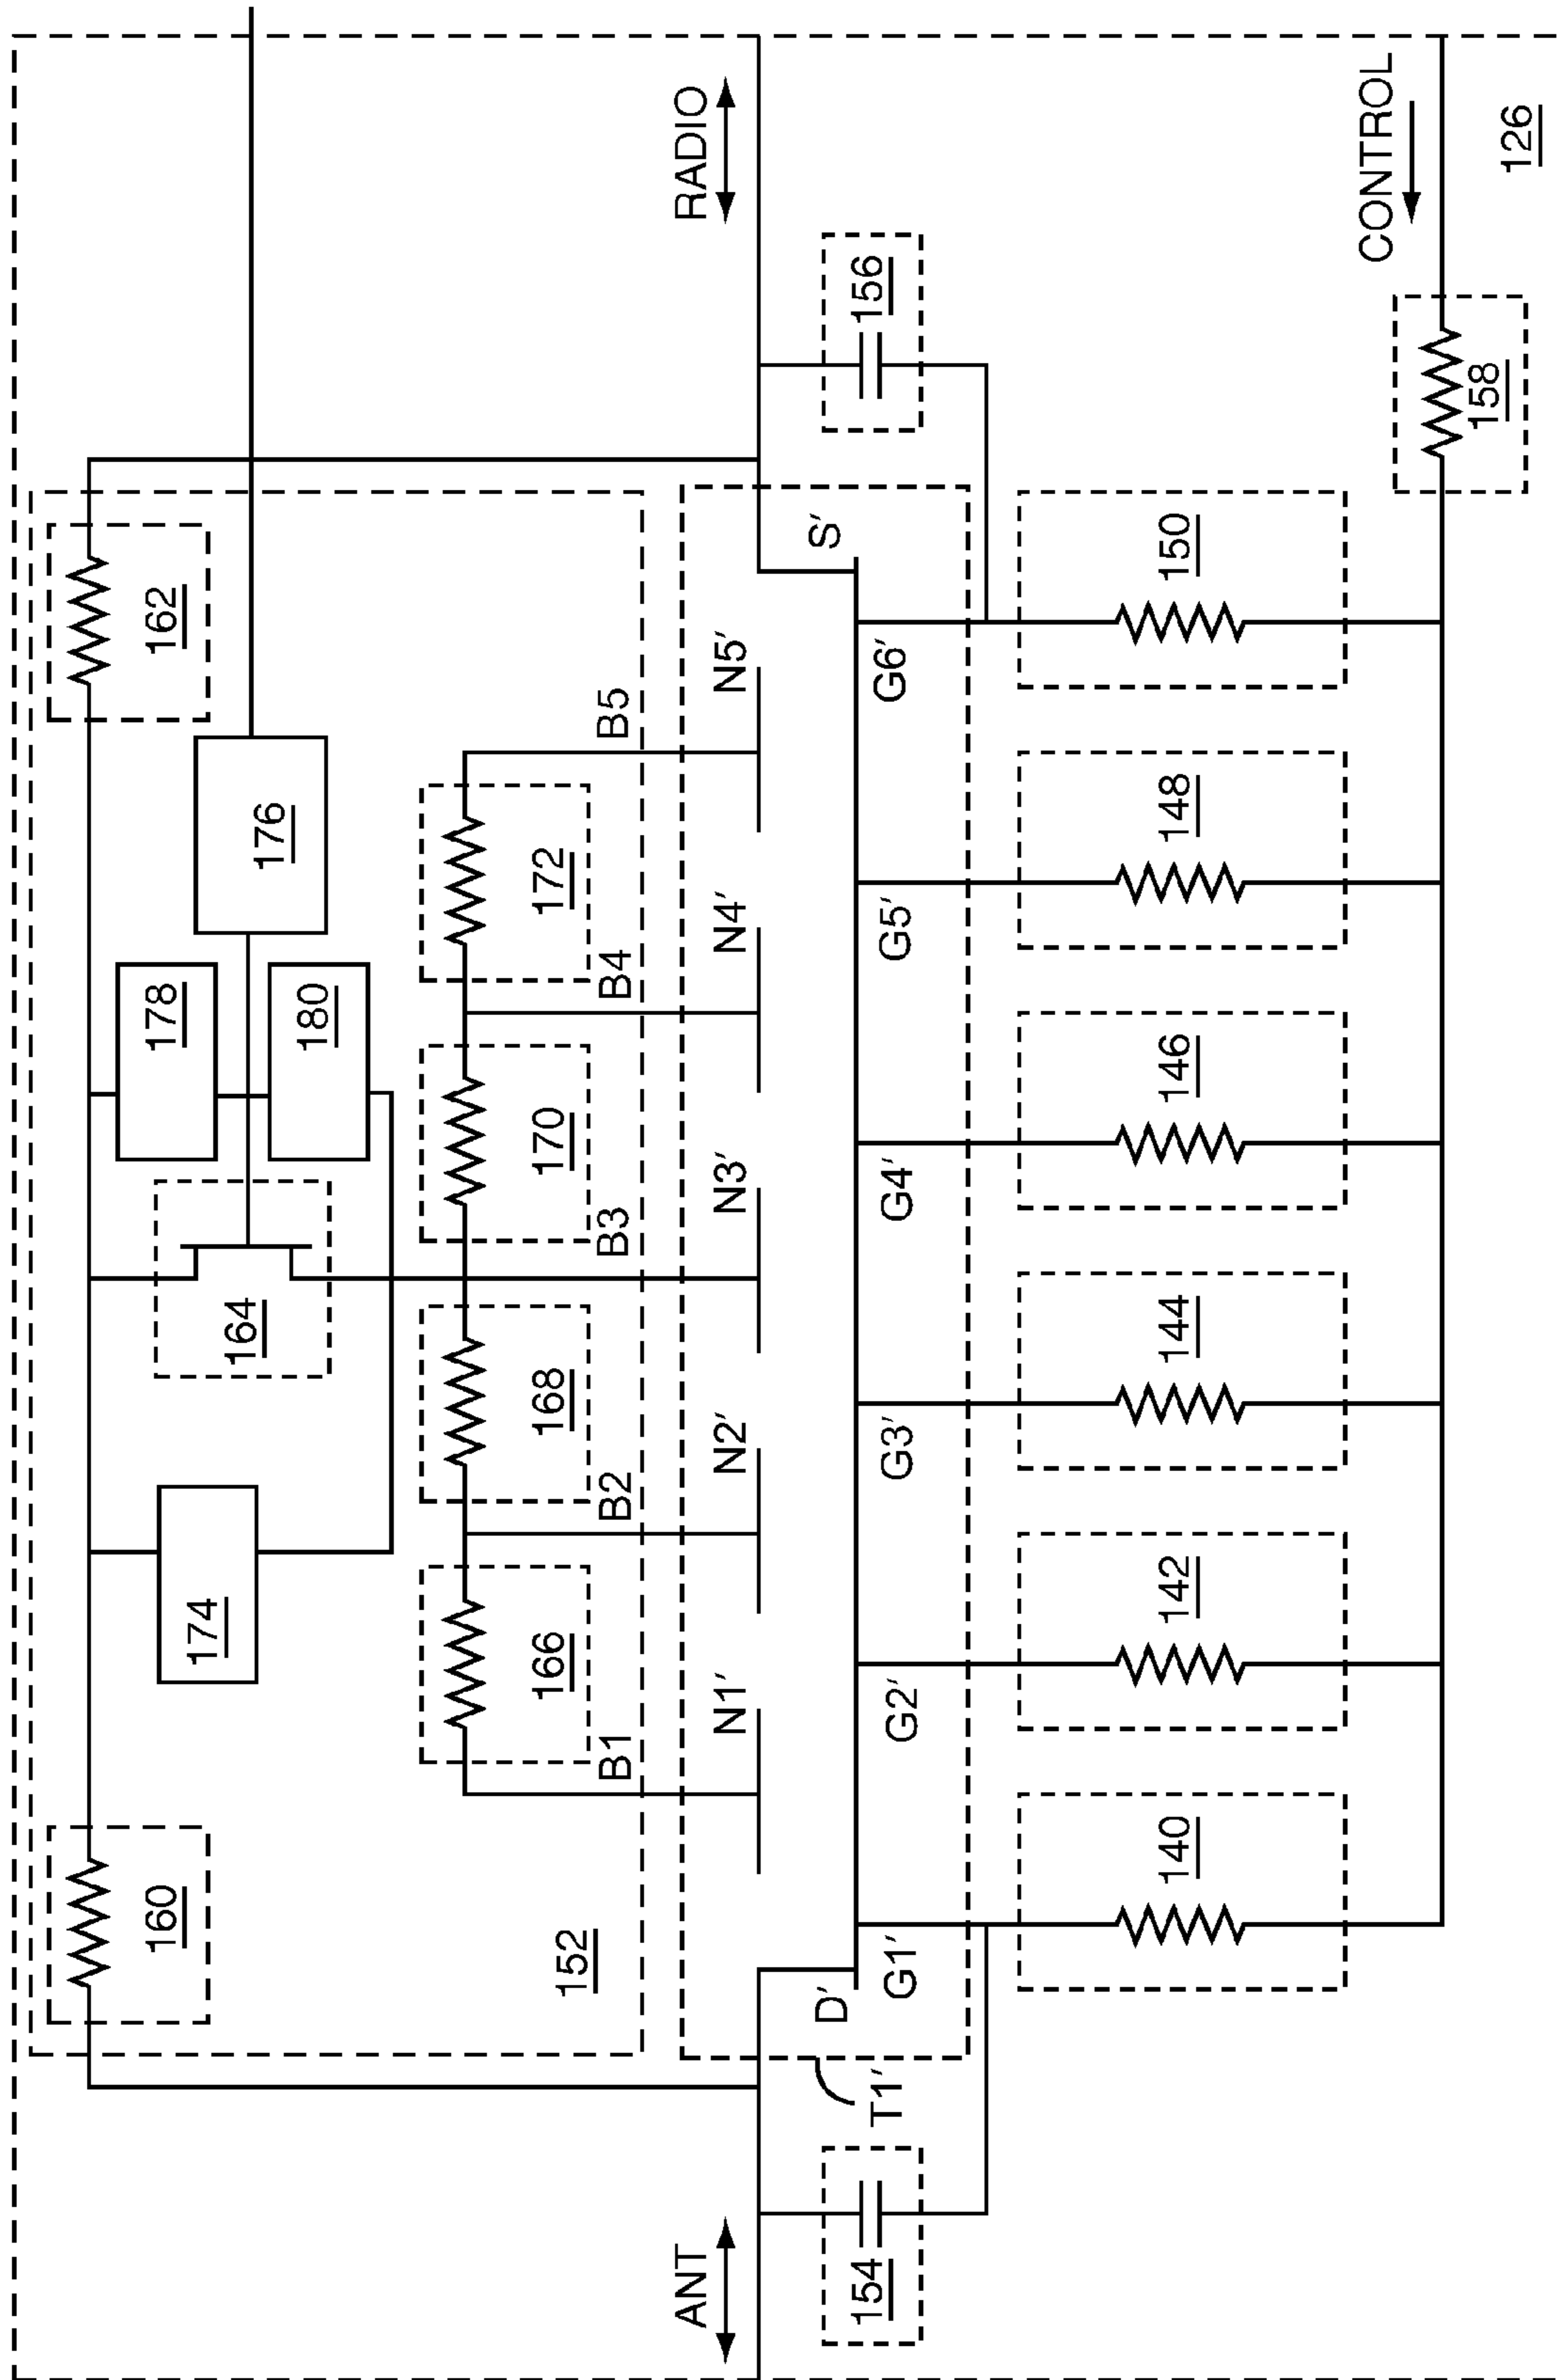 160
162
174
164
178
180
176
152
166
168
170
172
B1
B2
B3
B4
B5
ANT
RADIO
N1′
N2′
N3′
N4′
N5′
154
T1′
D′
S′
156
G1′
G2′
G3′
G4′
G5′
G6′
140
142
144
146
148
150
CONTROL
158
126